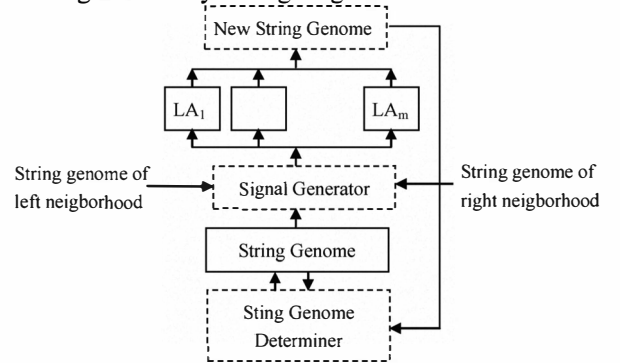 New String Genome
LA1
LAm
String genome of
left neigborhood
Signal Generator
String genome of
right neigborhood
String Genome
Sting Genome
Determiner